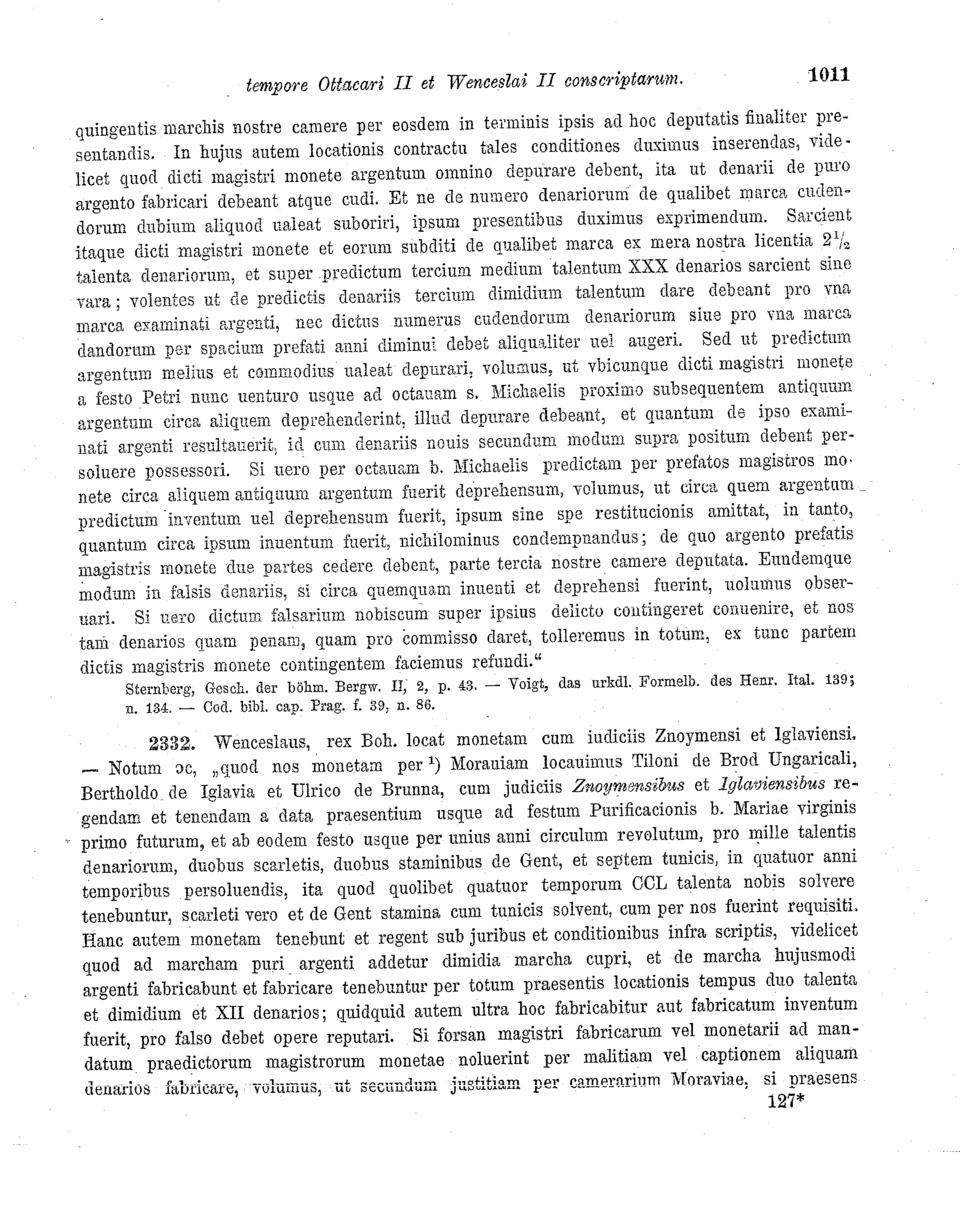 tempore Ottacari II et Wenceslai II conscriptarum. 1011
quingentis marchis nostre camere per eosdem in terminis ipsis ad hoc deputatis finaliter pre-
sentandis. In hujus autem locationis contractu tales conditiones duximus inserendas, vide-
licet quod dicti magistri monete argentum omnino depurare debent, ita ut denarii de puro
argento fabricari debeant atque cudi. Et ne de numero denariorum de qualibet marca cuden-
dorum dubium aliquod ualeat suboriri, ipsum presentibus duximus exprimendum. Sarcient
itaque dicti magistri monete et eorum subditi de qualibet marca ex mera nostra licentia 2½
talenta denariorum, et super predictum tercium medium talentum XXX denarios sarcient sine
vara; volentes ut de predictis denariis tercium dimidium talentum dare debeant pro vna
marca examinati argenti, nec dictus numerus cudendorum denariorum siue pro vna marca
dandorum per spacium prefati anni diminui debet aliqualiter uel augeri. Sed ut predictum
argentum melius et commodius ualeat depurari, volumus, ut vbicunque dicti magistri monete
a festo Petri nunc uenturo usque ad octauam s. Michaelis proximo subsequentem antiquum
argentum circa aliquem deprehenderint, illud depurare debeant, et quantum de ipso exami-
nati argenti resultauerit, id cum denariis nouis secundum modum supra positum debent per-
soluere possessori. Si uero per octauam b. Michaelis predictam per prefatos magistros mo-
nete circa aliquem antiquum argentum fuerit deprehensum, volumus, ut circa quem argentum
predictum inventum uel deprehensum fuerit, ipsum sine spe restitucionis amittat, in tanto,
quantum circa ipsum inuentum fuerit, nichilominus condempnandus; de quo argento prefatis
magistris monete due partes cedere debent, parte tercia nostre camere deputata. Eundemque
modum in falsis denariis, si circa quemquam inuenti et deprehensi fuerint, uolumus obser-
uari. Si uero dictum falsarium nobiscum super ipsius delicto contingeret conuenire, et nos
tam denarios quam penam, quam pro commisso daret, tolleremus in totum, ex tunc partem
dictis magistris monete contingentem faciemus refundi.“
Sternberg, Gesch. der böhm. Bergw. II, 2, p. 43. — Voigt, das urkdl. Formelb. des Henr. Ital. 139;
n. 134. — Cod. bibl. cap. Prag. f. 39, n. 86.
2332. Wenceslaus, rex Boh. locat monetam cum iudiciis Znoymensi et Iglaviensi.
— Notum ɔc, „quod nos monetam per ¹) Morauiam locauimus Tiloni de Brod Ungaricali,
Bertholdo de Iglavia et Ulrico de Brunna, cum judiciis Znoymensibus et Iglaviensibus re-
gendam et tenendam a data praesentium usque ad festum Purificacionis b. Mariae virginis
primo futurum, et ab eodem festo usque per unius anni circulum revolutum, pro mille talentis
denariorum, duobus scarletis, duobus staminibus de Gent, et septem tunicis, in quatuor anni
temporibus persoluendis, ita quod quolibet quatuor temporum CCL talenta nobis solvere
tenebuntur, scarleti vero et de Gent stamina cum tunicis solvent, cum per nos fuerint requisiti.
Hanc autem monetam tenebunt et regent sub juribus et conditionibus infra scriptis, videlicet
quod ad marcham puri argenti addetur dimidia marcha cupri, et de marcha hujusmodi
argenti fabricabunt et fabricare tenebuntur per totum praesentis locationis tempus duo talenta
et dimidium et XII denarios; quidquid autem ultra hoc fabricabitur aut fabricatum inventum
fuerit, pro falso debet opere reputari. Si forsan magistri fabricarum vel monetarii ad man-
datum praedictorum magistrorum monetae noluerint per malitiam vel captionem aliquam
denarios fabricare, volumus, ut secundum justitiam per camerarium Moraviae, si praesens
127*